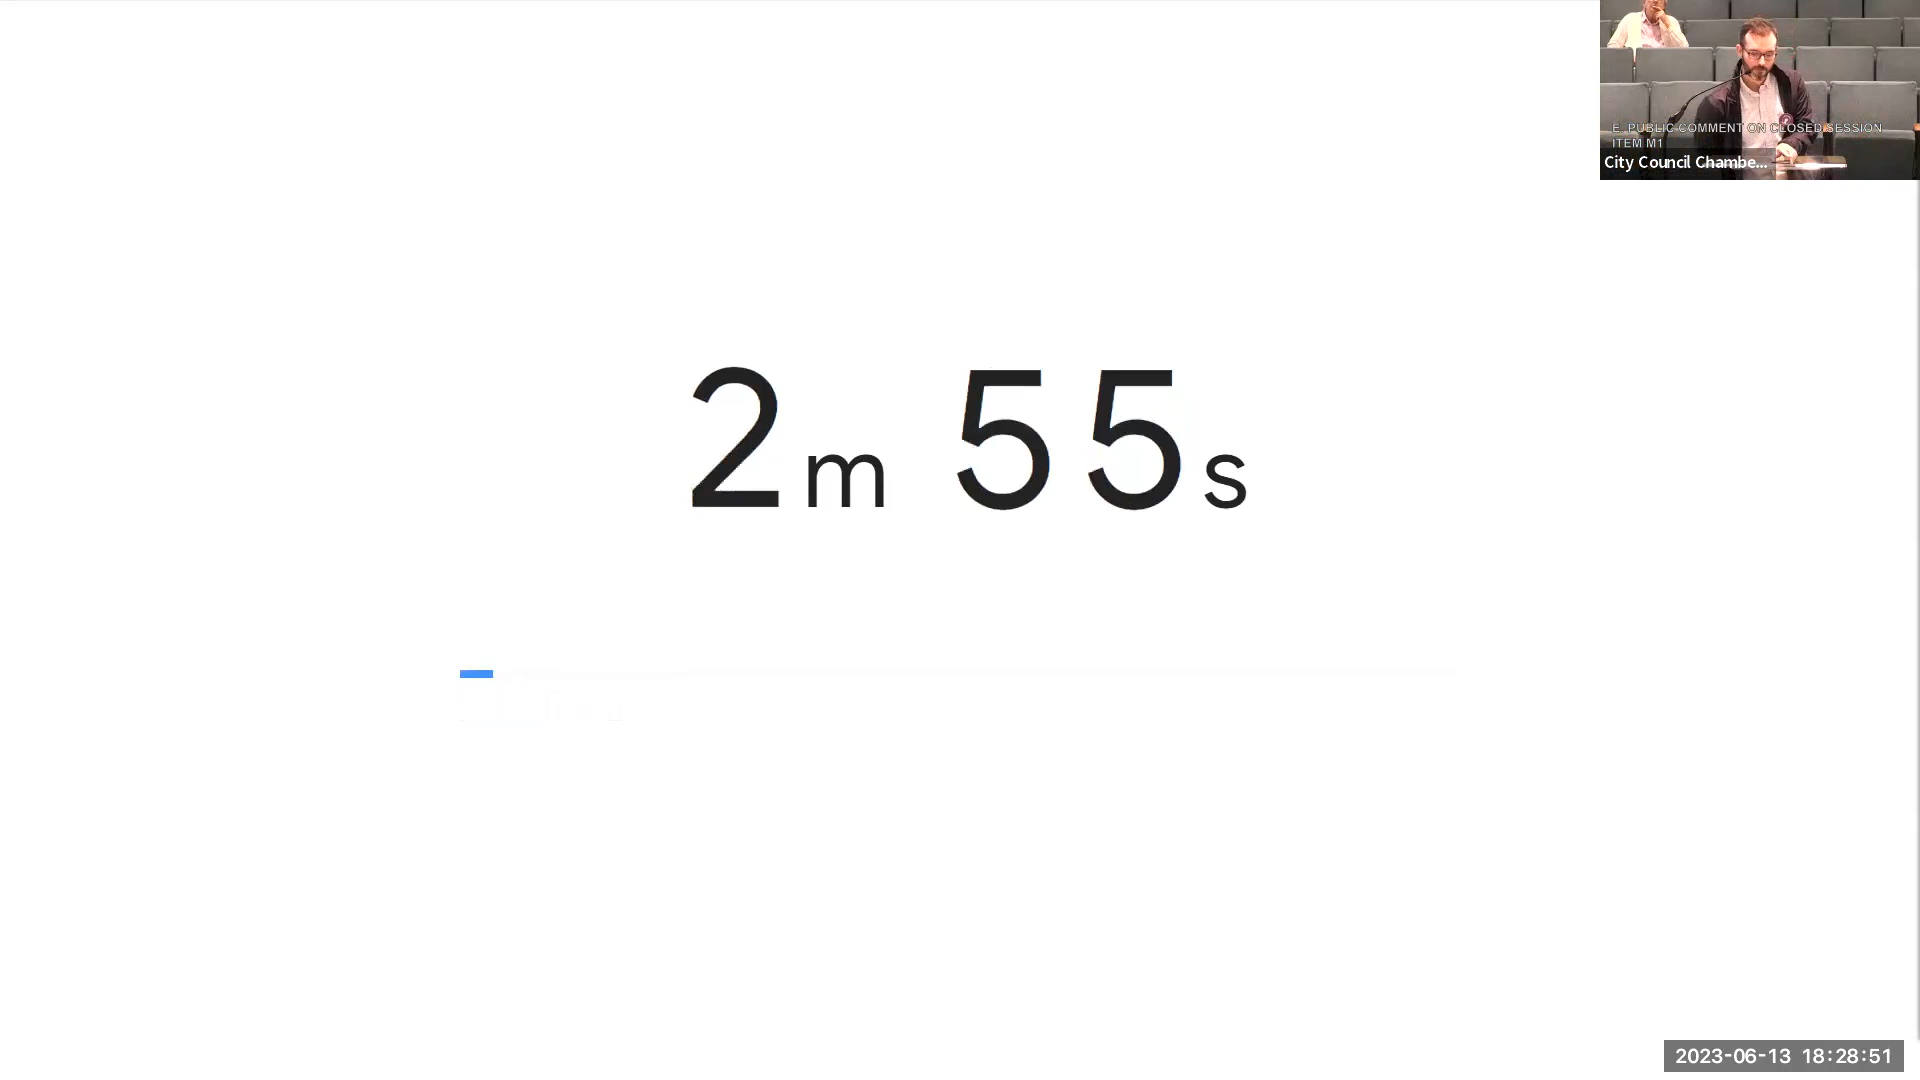 E. PUBLIC COMMENT ON CLOSED SESSION
ITEM M1
City Council Chambe...
2m 55s
2023-06-13 18:28:51